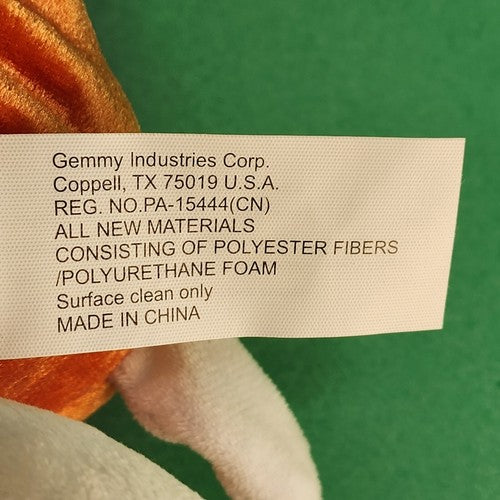 Gemmy Industries Corp.
Coppell, TX 75019 U.S.A.
REG. NO.PA-15444(CN)
ALL NEW MATERIALS
CONSISTING OF POLYESTER FIBERS
/POLYURETHANE FOAM
Surface clean only
MADE IN CHINA